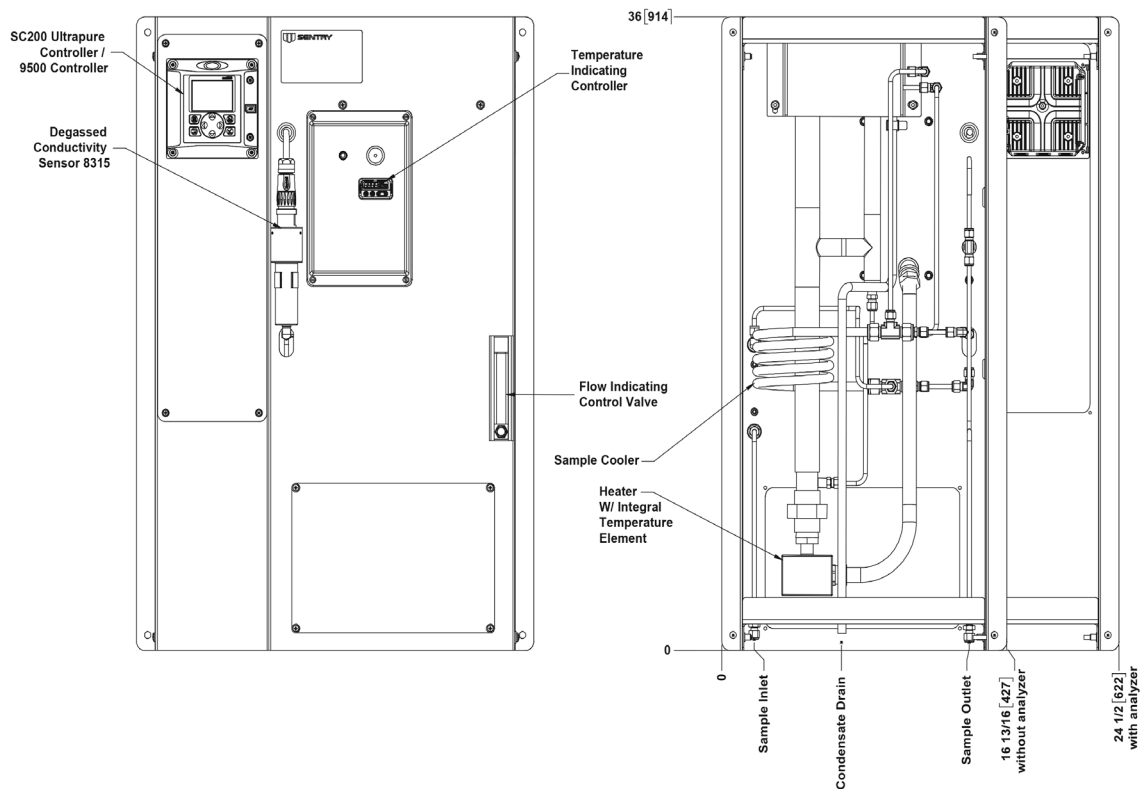 SC200 Ultrapure
Controller /
9500 Controller
Degassed
Conductivity
Sensor 8315
SENTRY
Temperature
Indicating
Controller
Flow Indicating
Control Valve
Sample Cooler
Heater
W/ Integral
Temperature
Element
36[914]
0
0
Sample Inlet
Condensate Drain
Sample Outlet
16 13/16 [427]
without analyzer
24 1/2 [622]
with analyzer